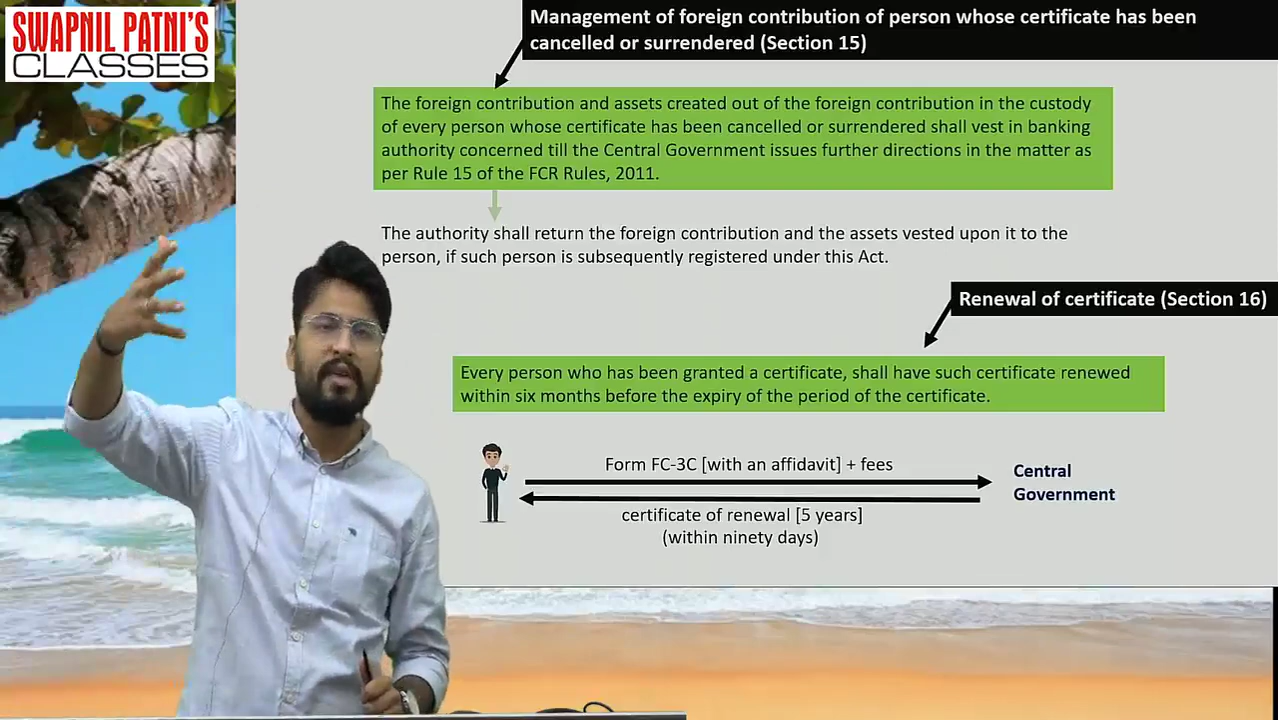 SWAPNIL PATNI'S
CLASSES
Management of foreign contribution of person whose certificate has been
cancelled or surrendered (Section 15)
The foreign contribution and assets created out of the foreign contribution in the custody
of every person whose certificate has been cancelled or surrendered shall vest in banking
authority concerned till the Central Government issues further directions in the matter as
per Rule 15 of the FCR Rules, 2011.
The authority shall return the foreign contribution and the assets vested upon it to the
person, if such person is subsequently registered under this Act.
Renewal of certificate (Section 16)
Every person who has been granted a certificate, shall have such certificate renewed
within six months before the expiry of the period of the certificate.
Form FC-3C [with an affidavit] + fees
Central
Government
certificate of renewal [5 years]
(within ninety days)